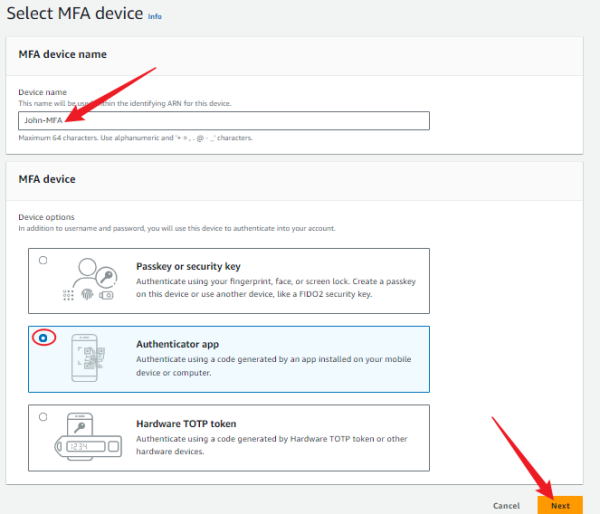 Select MFA device Info
MFA device name
Device name
This name will be used within the identifying ARN for this device.
John-MFA
Maximum 64 characters. Use alphanumeric and '+ = , . @ - _' characters.
MFA device
Device options
In addition to username and password, you will use this device to authenticate into your account.
Passkey or security key
Authenticate using your fingerprint, face, or screen lock. Create a passkey
on this device or use another device, like a FIDO2 security key.
Authenticator app
Authenticate using a code generated by an app installed on your mobile
device or computer.
Hardware TOTP token
Authenticate using a code generated by Hardware TOTP token or other
hardware devices.
1234
Cancel Next